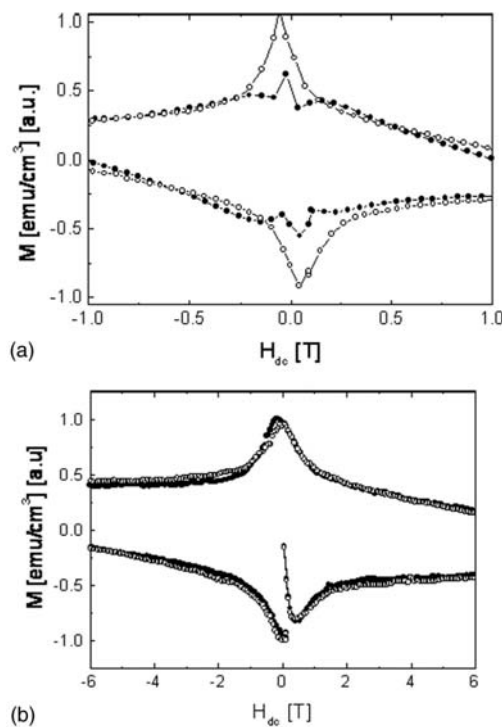 1.0
0.5
0.0
-0.5
-1.0
M [emu/cm³] [a.u.]
-1.0 -0.5 0.0 0.5 1.0
H_dc [T]
(a)
1.0
0.5
0.0
-0.5
-1.0
M [emu/cm³] [a.u]
-6 -4 -2 0 2 4 6
H_dc [T]
(b)